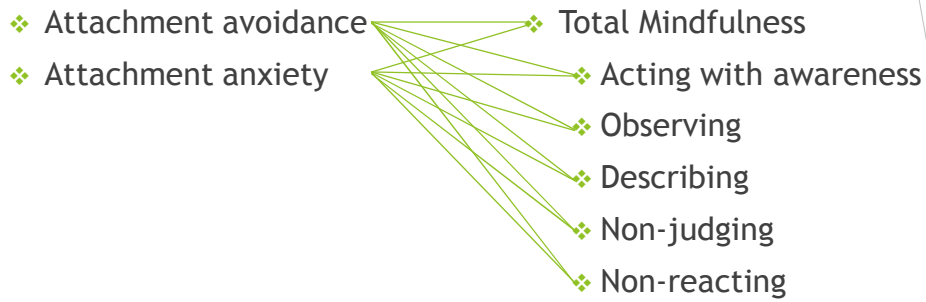 Attachment avoidance
Attachment anxiety
Total Mindfulness
Acting with awareness
Observing
Describing
Non-judging
Non-reacting